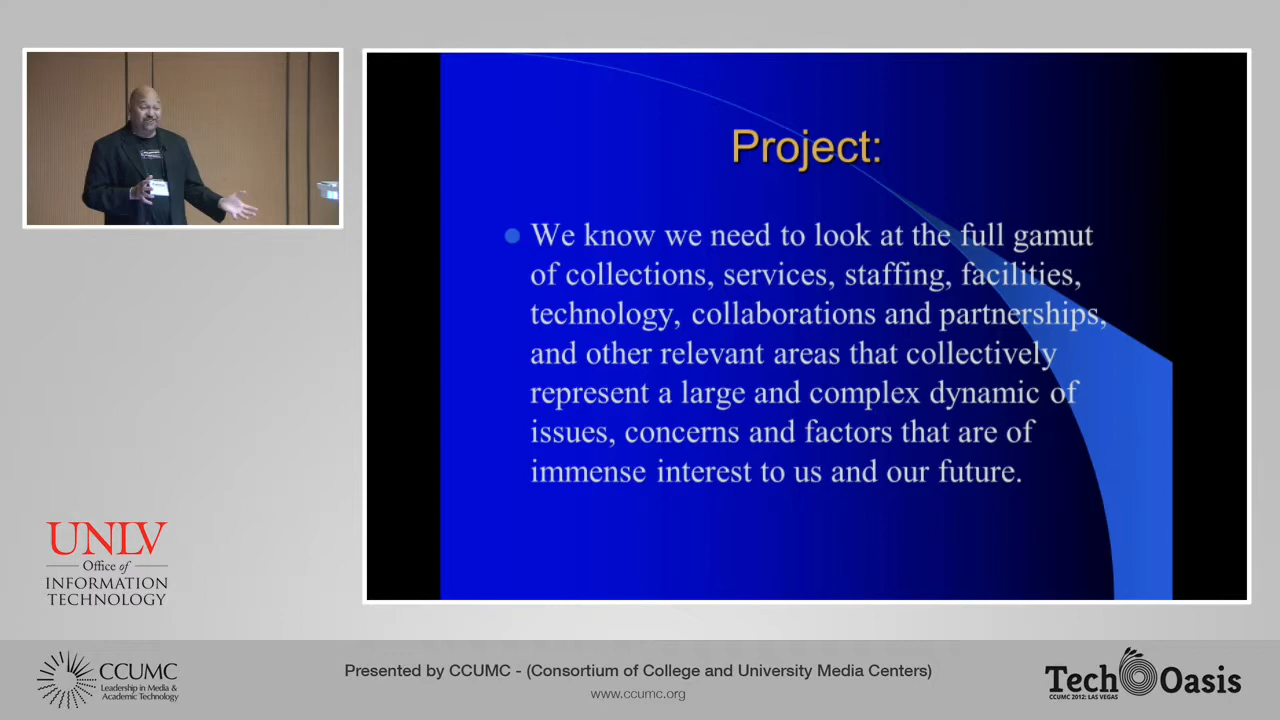 Project:
We know we need to look at the full gamut
of collections, services, staffing, facilities,
technology, collaborations and partnerships,
and other relevant areas that collectively
represent a large and complex dynamic of
issues, concerns and factors that are of
immense interest to us and our future.
UNLV
Office of
INFORMATION
TECHNOLOGY
CCUMC
Leadership in Media &
Academic Technology
Presented by CCUMC - (Consortium of College and University Media Centers)
www.ccumc.org
Tech Oasis
CCUMC 2012: LAS VEGAS